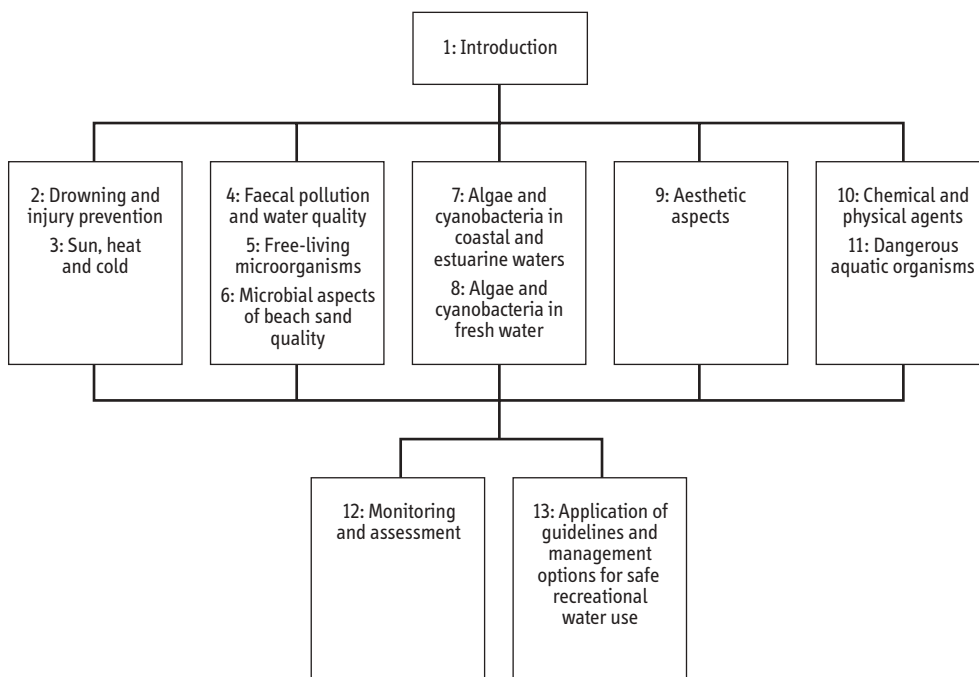 1: Introduction
2: Drowning and
injury prevention
3: Sun, heat
and cold
4: Faecal pollution
and water quality
5: Free-living
microorganisms
6: Microbial aspects
of beach sand
quality
7: Algae and
cyanobacteria in
coastal and
estuarine waters
8: Algae and
cyanobacteria in
fresh water
9: Aesthetic
aspects
10: Chemical and
physical agents
11: Dangerous
aquatic organisms
12: Monitoring
and assessment
13: Application of
guidelines and
management
options for safe
recreational
water use